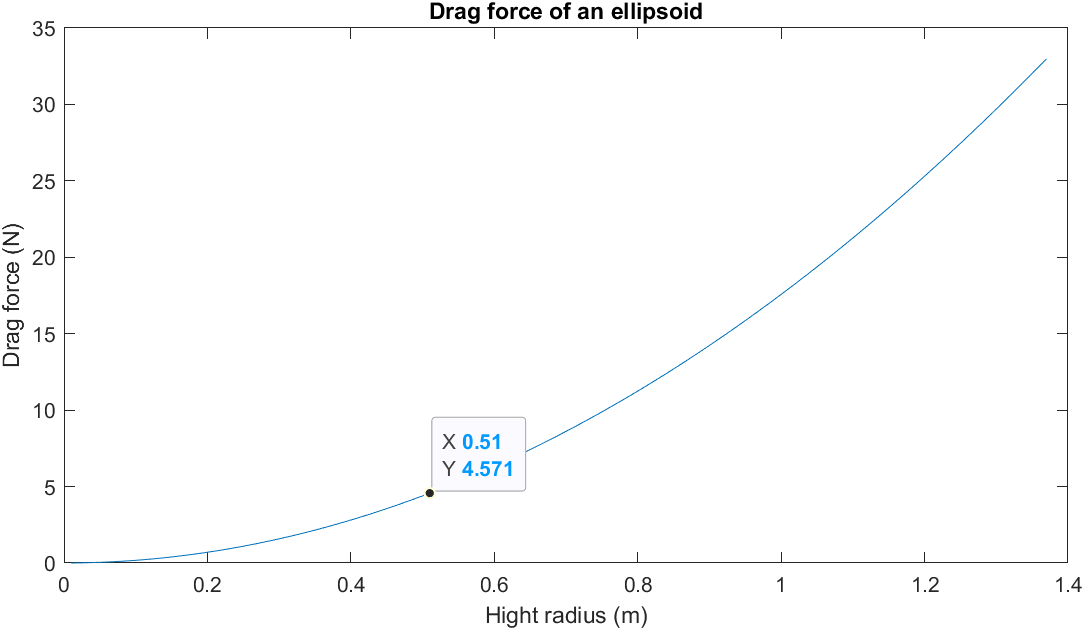 Drag force of an ellipsoid
35
30
25
20
15
10
5
0
Drag force (N)
X 0.51
Y 4.571
0 0.2 0.4 0.6 0.8 1 1.2 1.4
Hight radius (m)